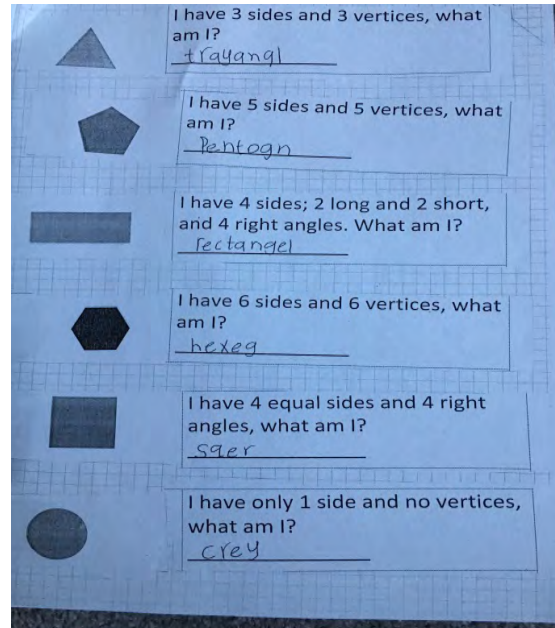 I have 3 sides and 3 vertices, what
am I?
trayangl
I have 5 sides and 5 vertices, what
am I?
Pentogn
I have 4 sides; 2 long and 2 short,
and 4 right angles. What am I?
rectangel
I have 6 sides and 6 vertices, what
am I?
hexeg
I have 4 equal sides and 4 right
angles, what am I?
sqer
I have only 1 side and no vertices,
what am I?
crey